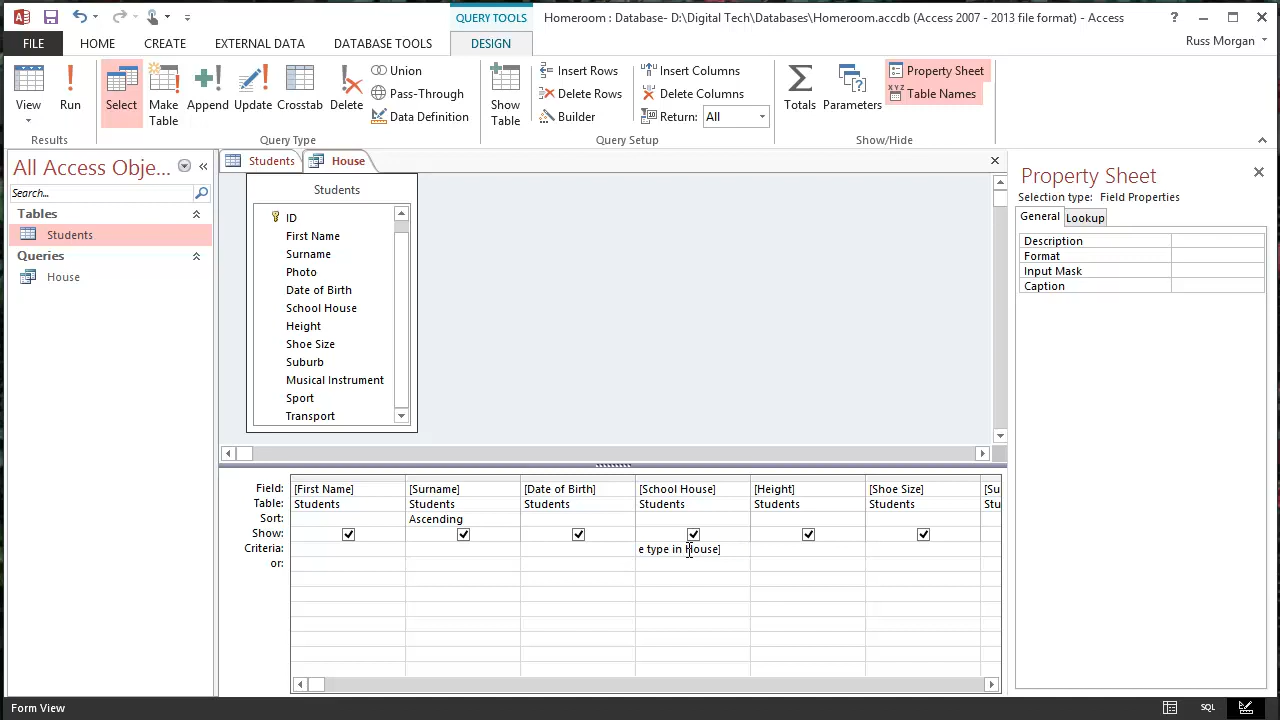 QUERY TOOLS
Homeroom : Database- D:\Digital Tech\Databases\Homeroom.accdb (Access 2007 - 2013 file format) - Access
?
FILE
HOME
CREATE
EXTERNAL DATA
DATABASE TOOLS
DESIGN
Russ Morgan
View
Run
Select
Make Table
Append
Update
Crosstab
Delete
Union
Pass-Through
Data Definition
Show Table
Insert Rows
Delete Rows
Builder
Insert Columns
Delete Columns
Return: All
Totals
Parameters
Property Sheet
XYZ Table Names
Results
Query Type
Query Setup
Show/Hide
All Access Obje...
Search...
Tables
Students
Queries
House
Students
House
Students
ID
First Name
Surname
Photo
Date of Birth
School House
Height
Shoe Size
Suburb
Musical Instrument
Sport
Transport
Field: [First Name] [Surname] [Date of Birth] [School House] [Height] [Shoe Size] [Su
Table: Students Students Students Students Students Students Stu
Sort: Ascending
Show:
Criteria: e type in House]
or:
Property Sheet
Selection type: Field Properties
General Lookup
Description
Format
Input Mask
Caption
Form View
SQL